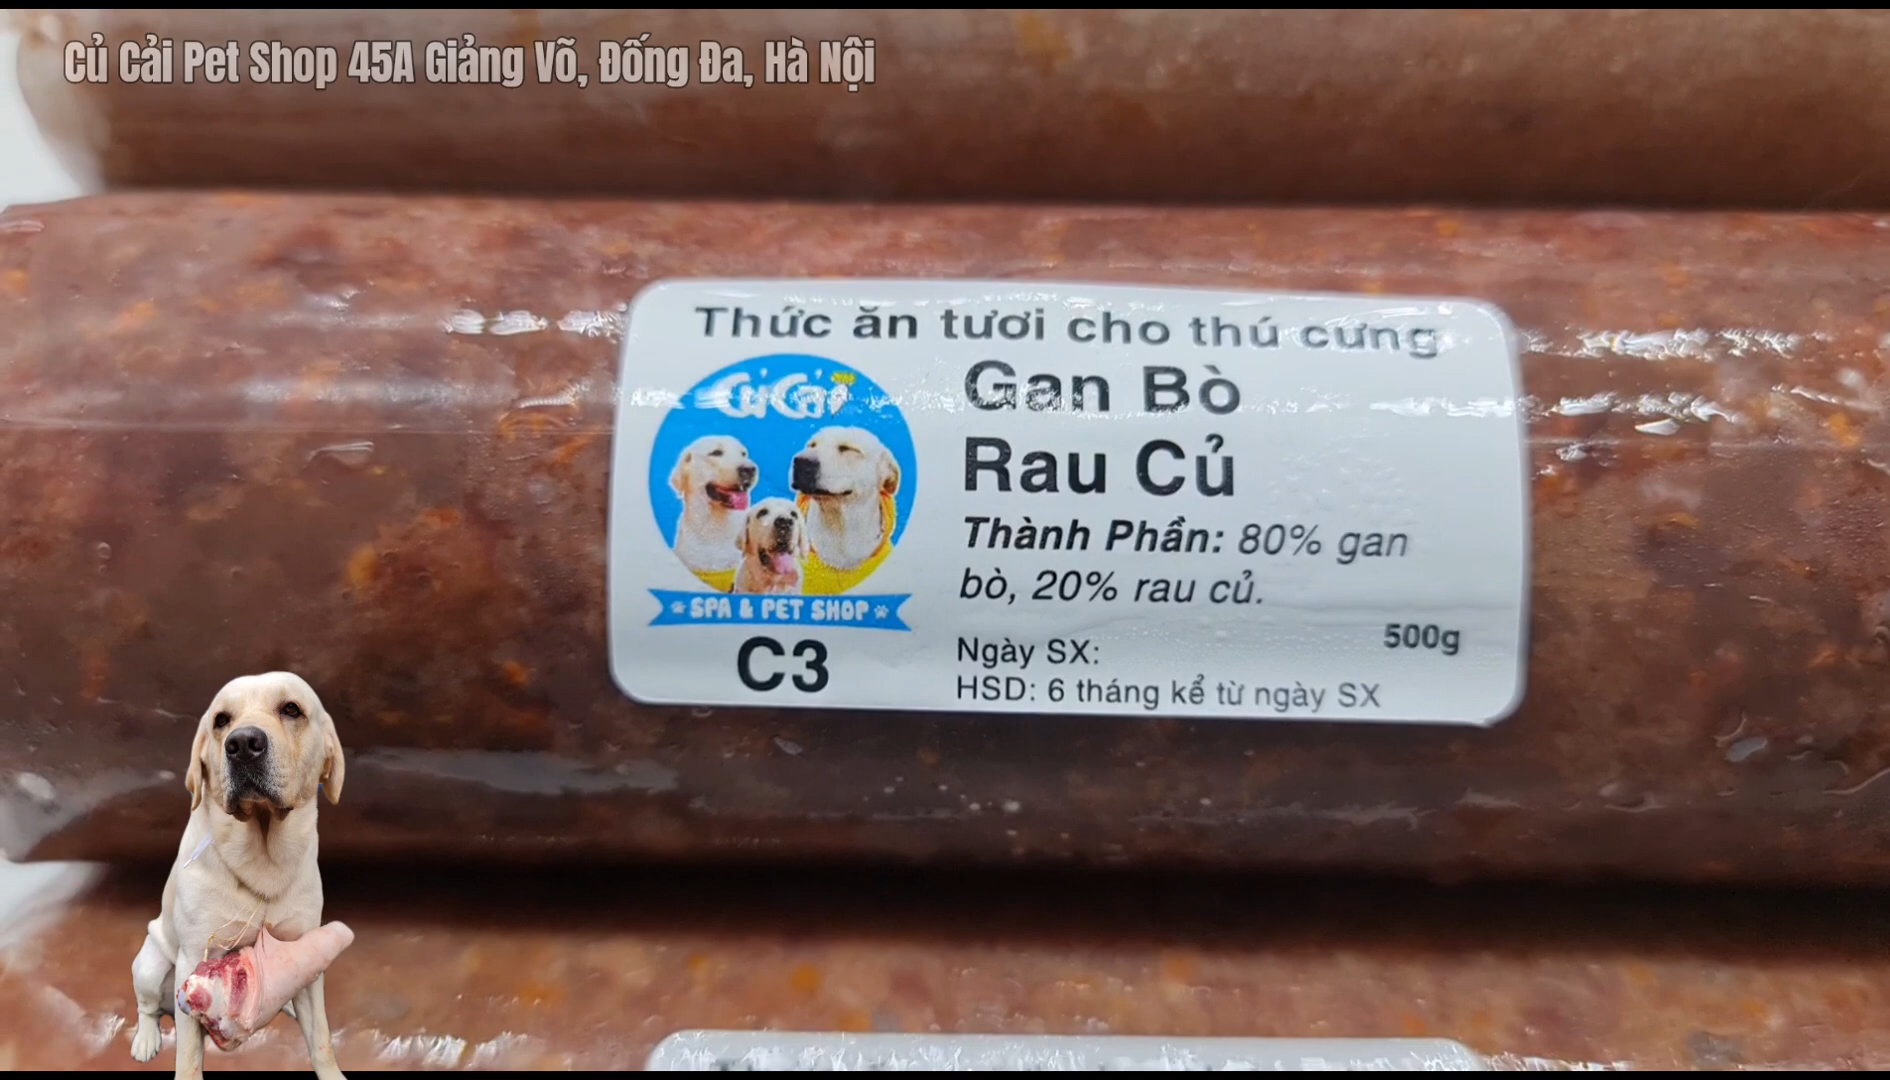 Củ Cải Pet Shop 45A Giảng Võ, Đống Đa, Hà Nội
Thức ăn tươi cho thú cưng
Củ Cải
SPA & PET SHOP
C3
Gan Bò
Rau Củ
Thành Phần: 80% gan
bò, 20% rau củ.
500g
Ngày SX:
HSD: 6 tháng kể từ ngày SX